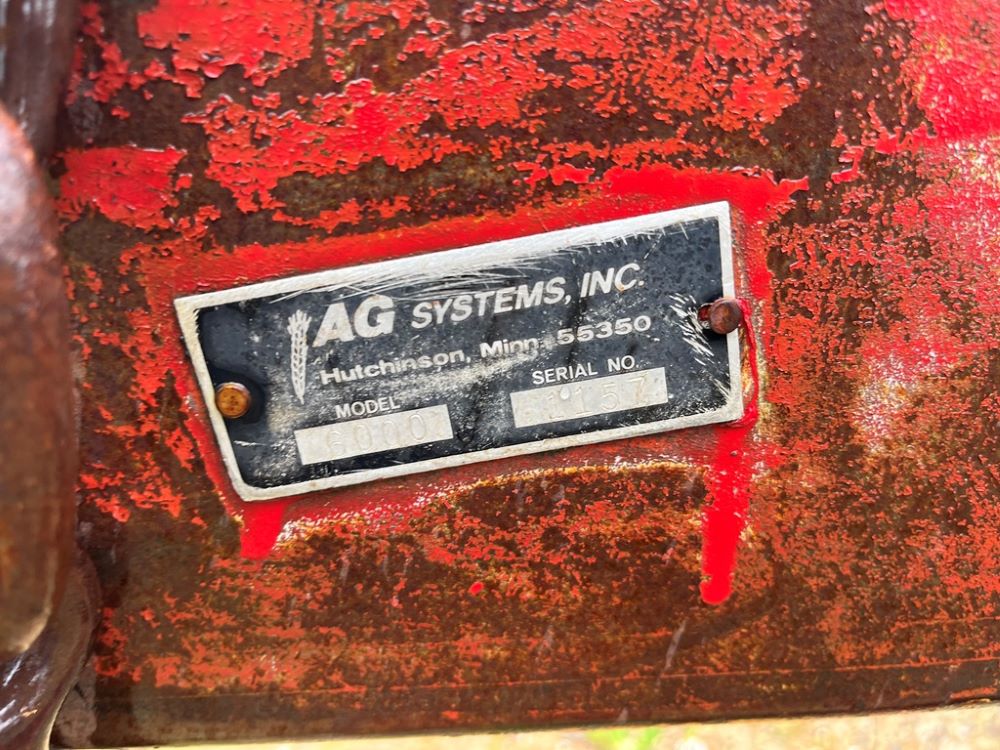 AG SYSTEMS, INC.
Hutchinson, Minn. 55350
MODEL SERIAL NO.
6000 1157